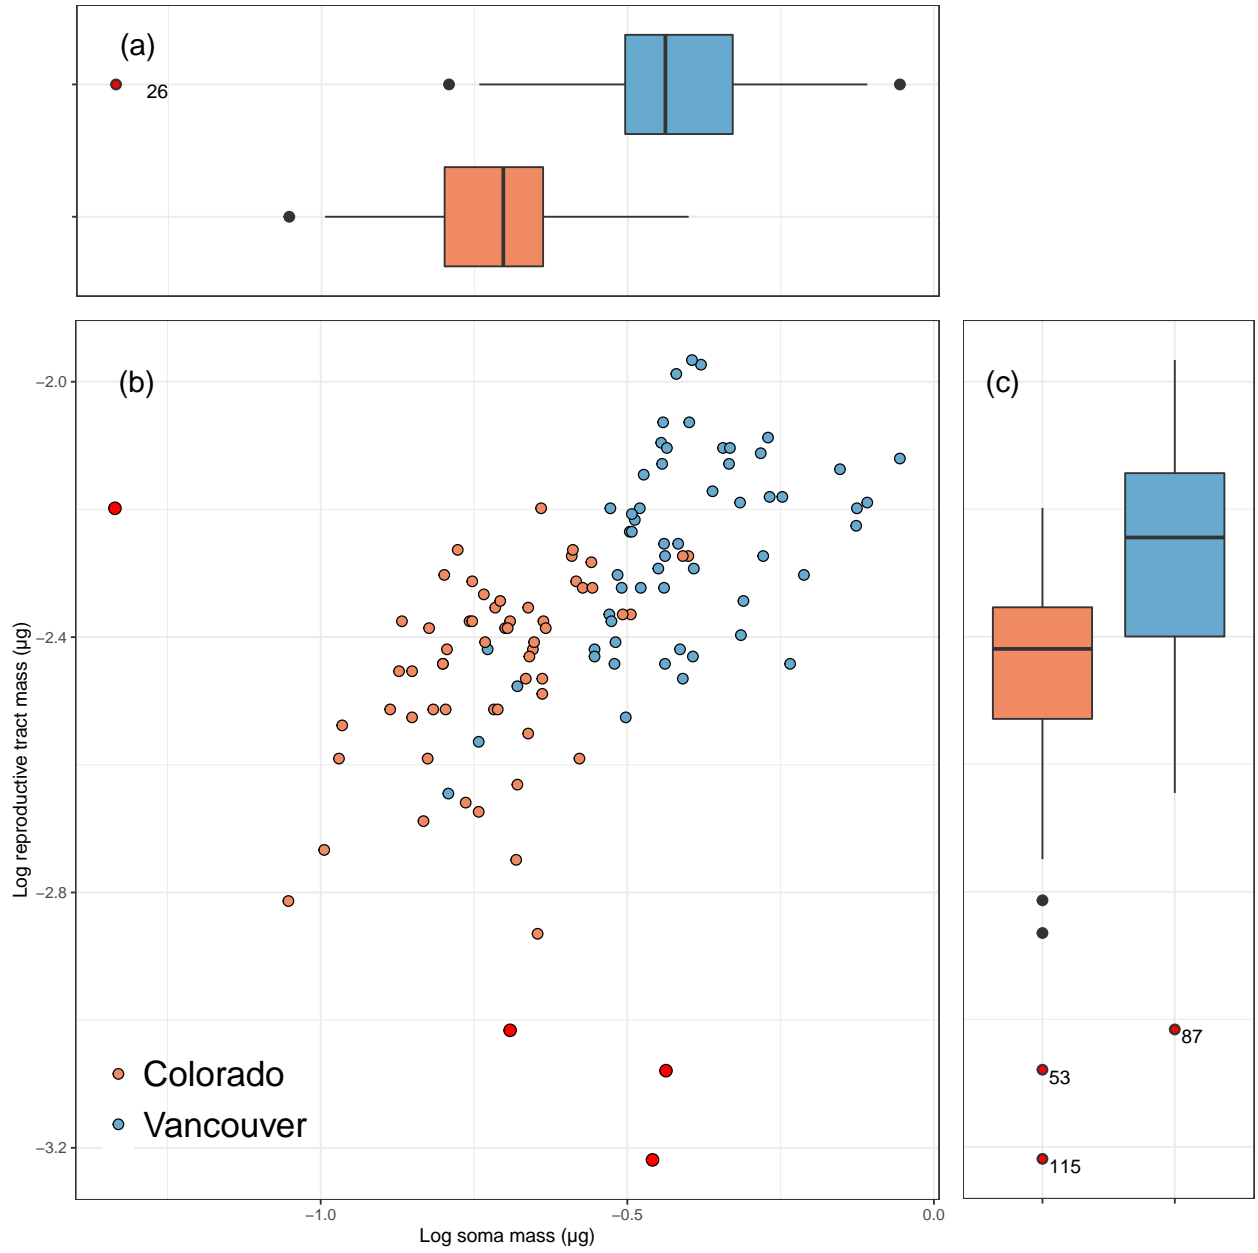 (a)
26
(b)
(c)
−2.0
−2.4
−2.8
−3.2
Log reproductive tract mass (µg)
87
53
115
Colorado
Vancouver
−1.0
−0.5
0.0
Log soma mass (µg)